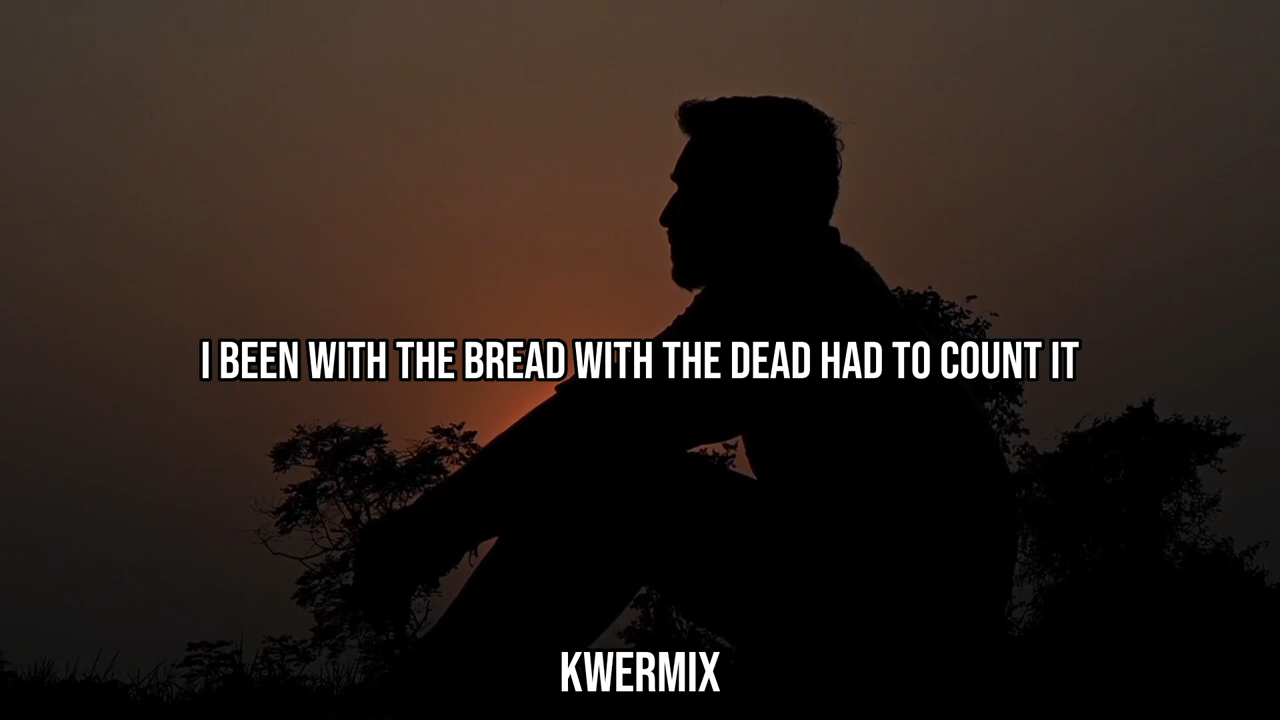 I BEEN WITH THE BREAD WITH THE DEAD HAD TO COUNT IT
KWERMIX